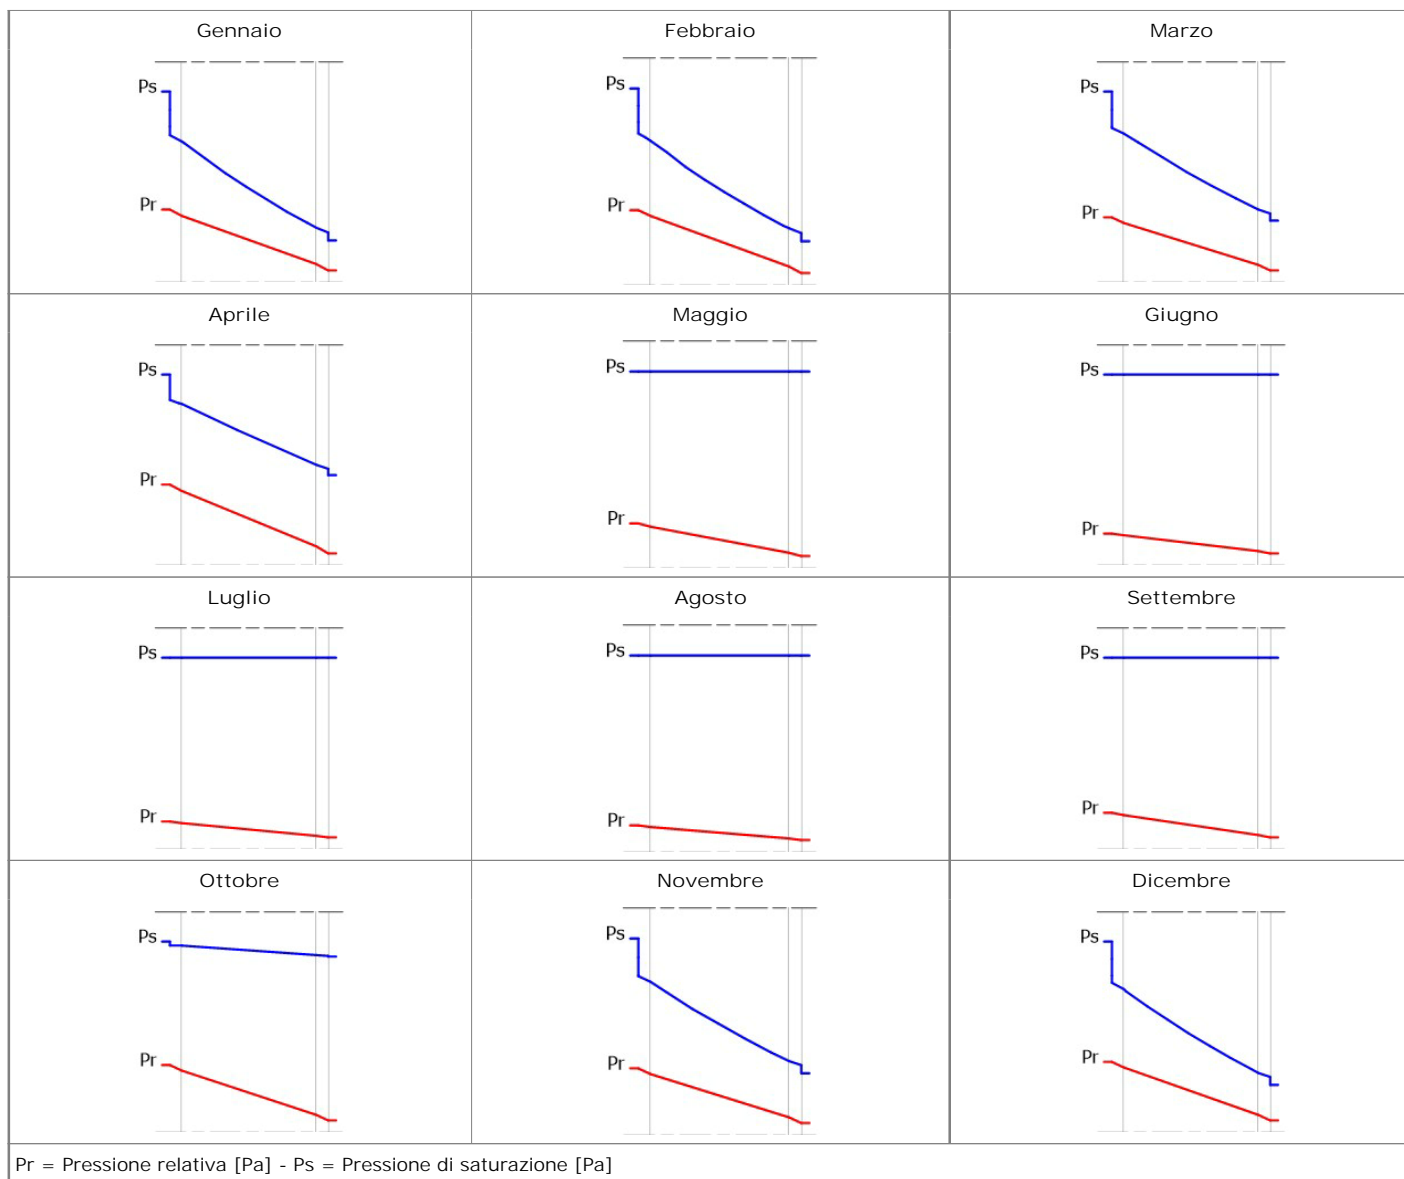 Gennaio
Febbraio
Marzo
Ps
Pr
Ps
Pr
Ps
Pr
Aprile
Maggio
Giugno
Ps
Pr
Ps
Pr
Ps
Pr
Luglio
Agosto
Settembre
Ps
Pr
Ps
Pr
Ps
Pr
Ottobre
Novembre
Dicembre
Ps
Pr
Ps
Pr
Ps
Pr
Pr = Pressione relativa [Pa] - Ps = Pressione di saturazione [Pa]